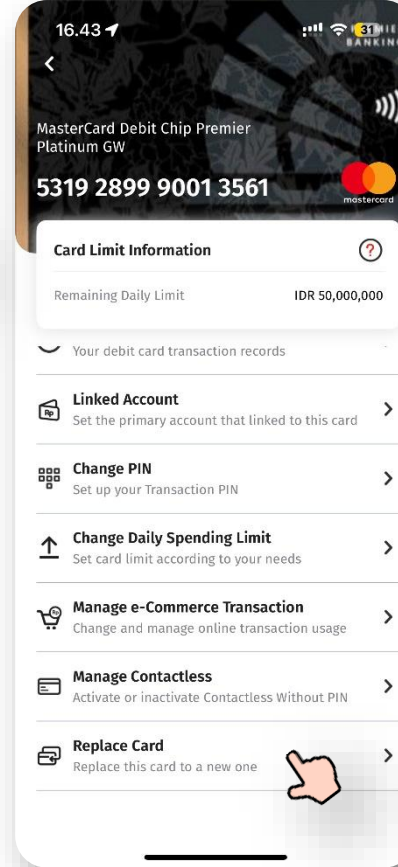 16.43
31
BANKING
MasterCard Debit Chip Premier
Platinum GW
5319 2899 9001 3561
mastercard
Card Limit Information
?
Remaining Daily Limit IDR 50,000,000
Your debit card transaction records
Rp
Linked Account
Set the primary account that linked to this card
Change PIN
Set up your Transaction PIN
Change Daily Spending Limit
Set card limit according to your needs
Manage e-Commerce Transaction
Change and manage online transaction usage
Manage Contactless
Activate or inactivate Contactless Without PIN
Replace Card
Replace this card to a new one